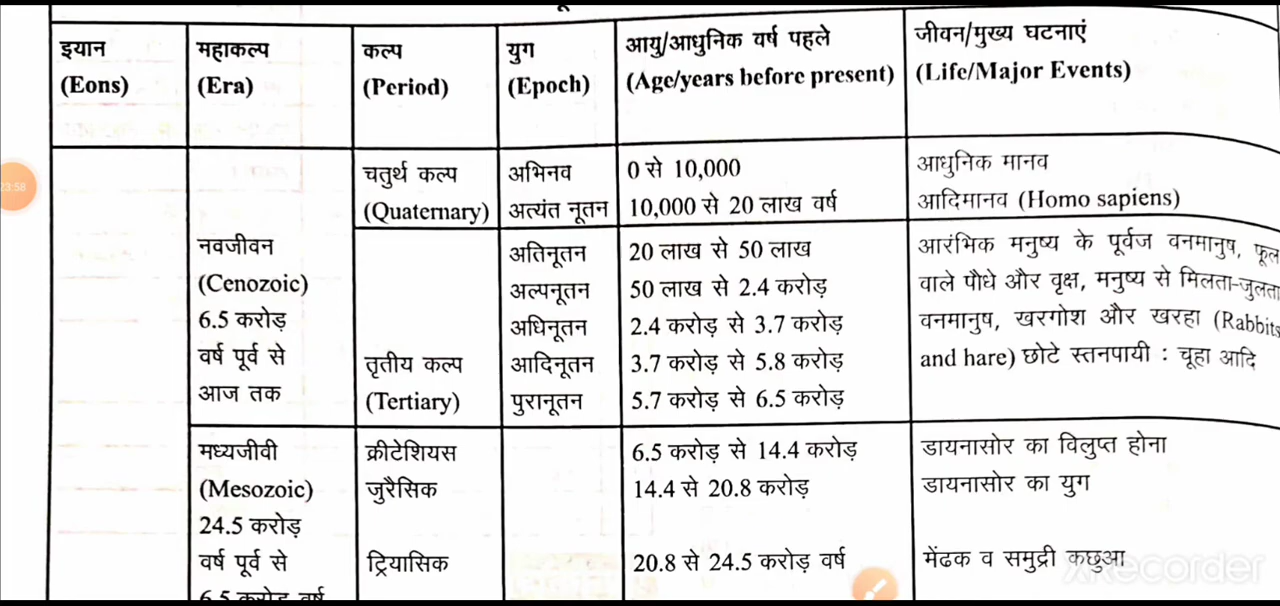 इयान महाकल्प कल्प युग आयु/आधुनिक वर्ष पहले जीवन/मुख्य घटनाएं
(Eons) (Era) (Period) (Epoch) (Age/years before present) (Life/Major Events)
चतुर्थ कल्प अभिनव 0 से 10,000 आधुनिक मानव
(Quaternary) अत्यंत नूतन 10,000 से 20 लाख वर्ष आदिमानव (Homo sapiens)
नवजीवन अतिनूतन 20 लाख से 50 लाख आरंभिक मनुष्य के पूर्वज वनमानुष, फूल
(Cenozoic) अल्पनूतन 50 लाख से 2.4 करोड़ वाले पौधे और वृक्ष, मनुष्य से मिलता-जुलता
6.5 करोड़ अधिनूतन 2.4 करोड़ से 3.7 करोड़ वनमानुष, खरगोश और खरहा (Rabbits
वर्ष पूर्व से तृतीय कल्प आदिनूतन 3.7 करोड़ से 5.8 करोड़ and hare) छोटे स्तनपायी : चूहा आदि
आज तक (Tertiary) पुरानूतन 5.7 करोड़ से 6.5 करोड़
मध्यजीवी क्रीटेशियस 6.5 करोड़ से 14.4 करोड़ डायनासोर का विलुप्त होना
(Mesozoic) जुरैसिक 14.4 से 20.8 करोड़ डायनासोर का युग
24.5 करोड़
वर्ष पूर्व से ट्रियासिक 20.8 से 24.5 करोड़ वर्ष मेंढक व समुद्री कछुआ
6.5 करोड़ वर्ष
23:58
XRecorder